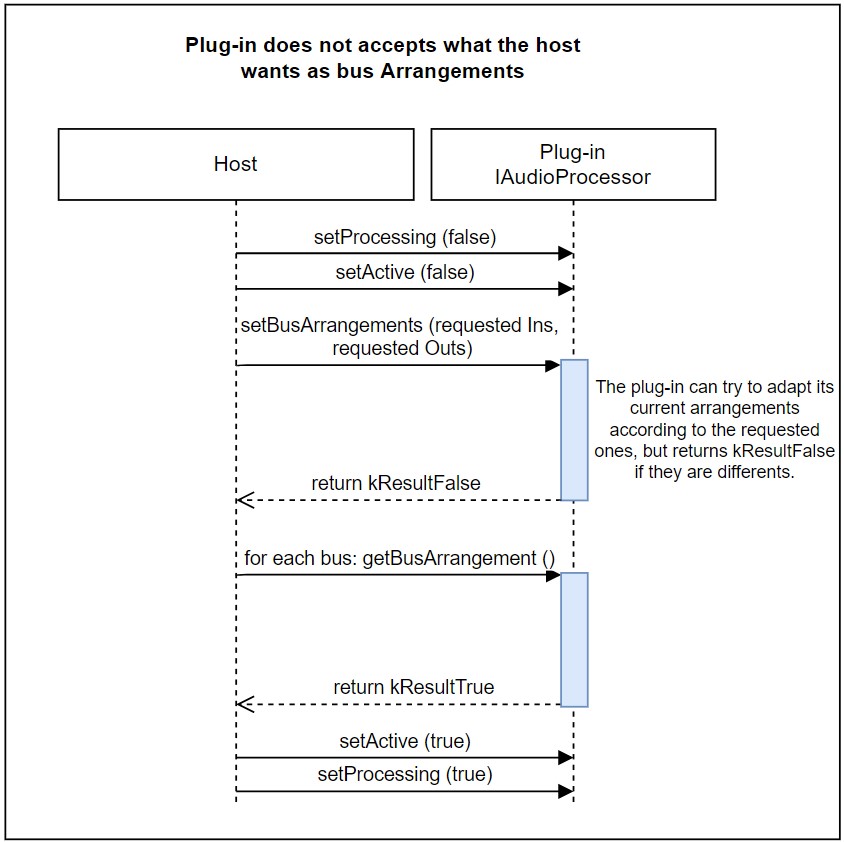 Plug-in does not accepts what the host
wants as bus Arrangements
Host
Plug-in
IAudioProcessor
setProcessing (false)
setActive (false)
setBusArrangements (requested Ins,
requested Outs)
The plug-in can try to adapt its
current arrangements
according to the requested
ones, but returns kResultFalse
if they are differents.
return kResultFalse
for each bus: getBusArrangement ()
return kResultTrue
setActive (true)
setProcessing (true)